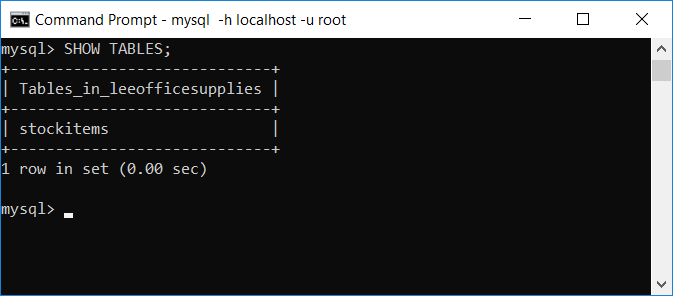 Command Prompt - mysql  -h localhost -u root
mysql> SHOW TABLES;
+---------------------------+
| Tables_in_leeofficesupplies |
+---------------------------+
| stockitems                  |
+---------------------------+
1 row in set (0.00 sec)
mysql>